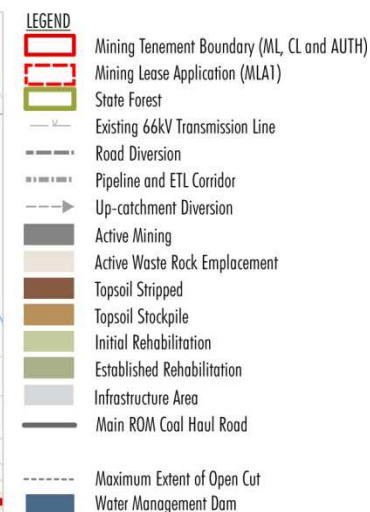 LEGEND
Mining Tenement Boundary (ML, CL and AUTH)
Mining Lease Application (MLA1)
State Forest
Existing 66kV Transmission Line
Road Diversion
Pipeline and ETL Corridor
Up-catchment Diversion
Active Mining
Active Waste Rock Emplacement
Topsoil Stripped
Topsoil Stockpile
Initial Rehabilitation
Established Rehabilitation
Infrastructure Area
Main ROM Coal Haul Road
Maximum Extent of Open Cut
Water Management Dam